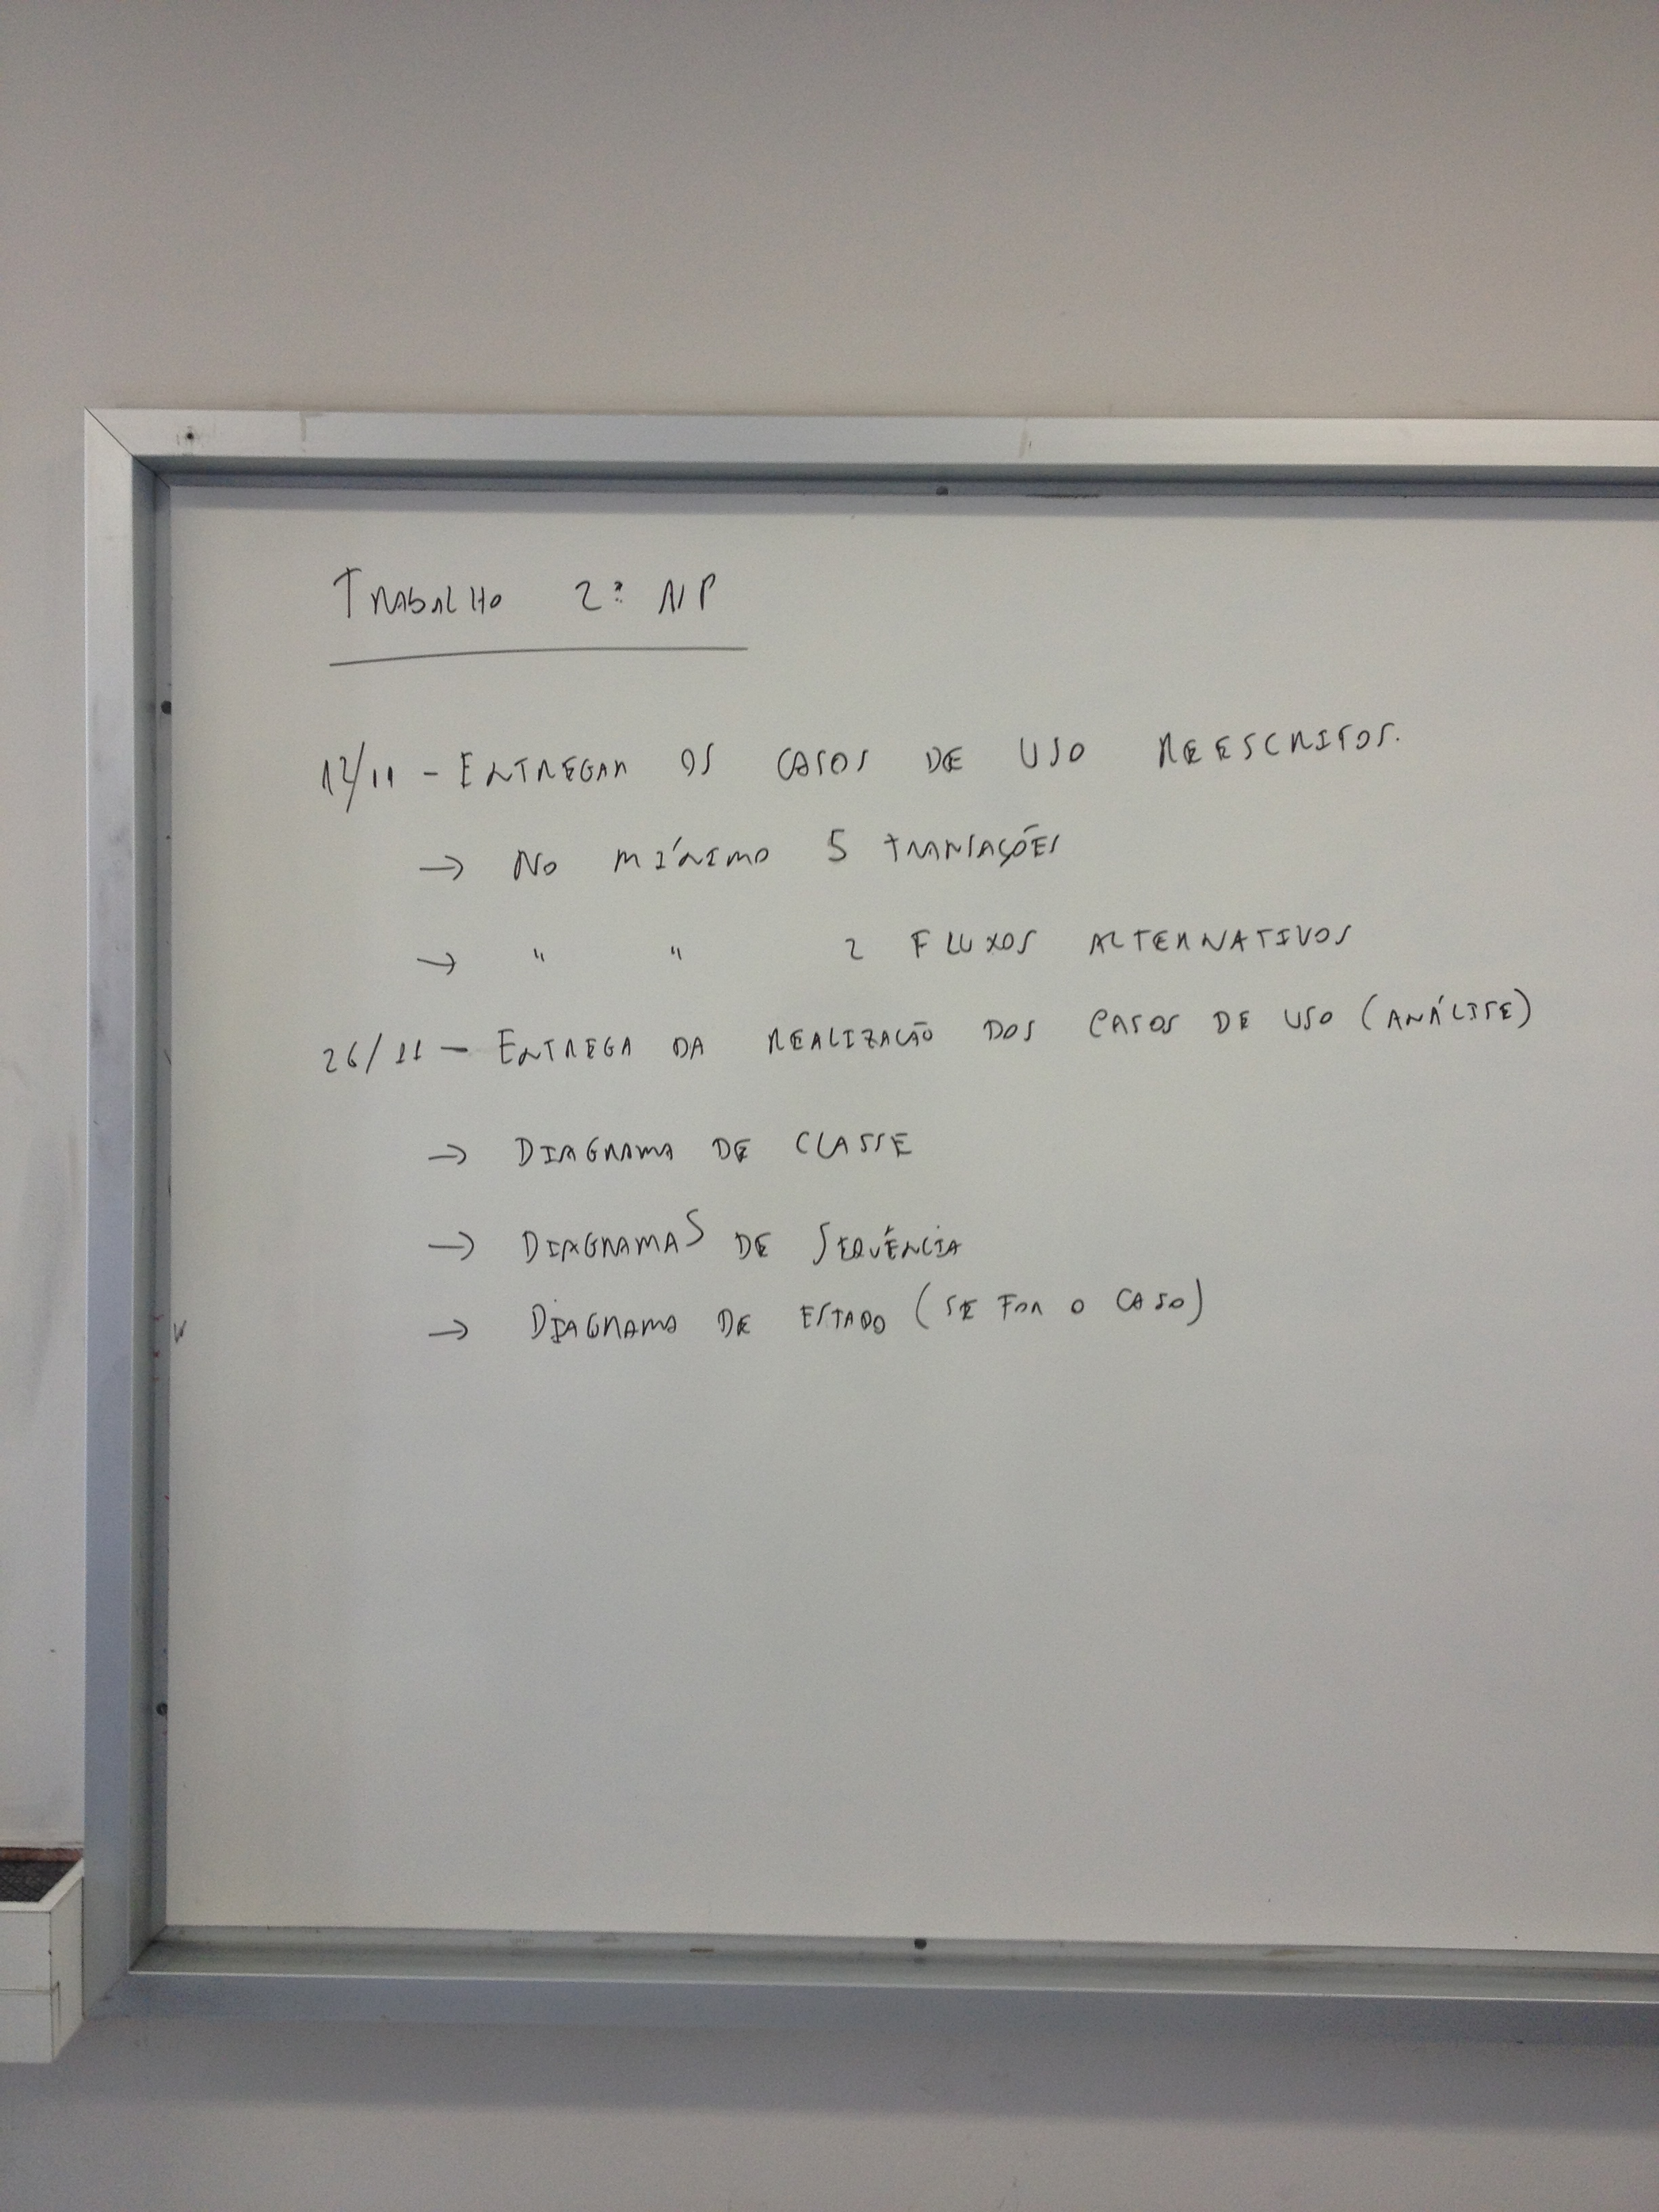 TRABALHO 2ª NP
12/11 - ENTREGAR OS CASOS DE USO REESCRITOS.
→ NO MÍNIMO 5 TRANSAÇÕES
→ " " 2 FLUXOS ALTERNATIVOS
26/11 - ENTREGA DA REALIZAÇÃO DOS CASOS DE USO (ANÁLISE)
→ DIAGRAMA DE CLASSE
→ DIAGRAMAS DE SEQUÊNCIA
→ DIAGRAMA DE ESTADO (SE FOR O CASO)